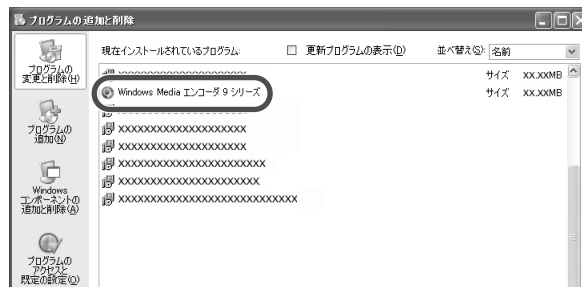 プログラムの追加と削除
現在インストールされているプログラム:
更新プログラムの表示(D)
並べ替え(S):
名前
プログラムの
変更と削除(H)
プログラムの
追加(N)
Windows
コンポーネントの
追加と削除(A)
プログラムの
アクセスと
既定の設定(O)
サイズ XX.XXMB
Windows Media エンコーダ 9 シリーズ
サイズ XX.XXMB
XXXXXXXXXXXXXXXXXXXX
XXXXXXXXXXXXXXXXXXXX
XXXXXXXXXXXXXXXXXXXXXXX
XXXXXXXXXXXXXXXXXXXXXX
XXXXXXXXXXXXXXXXXXXXXXXXXXXX